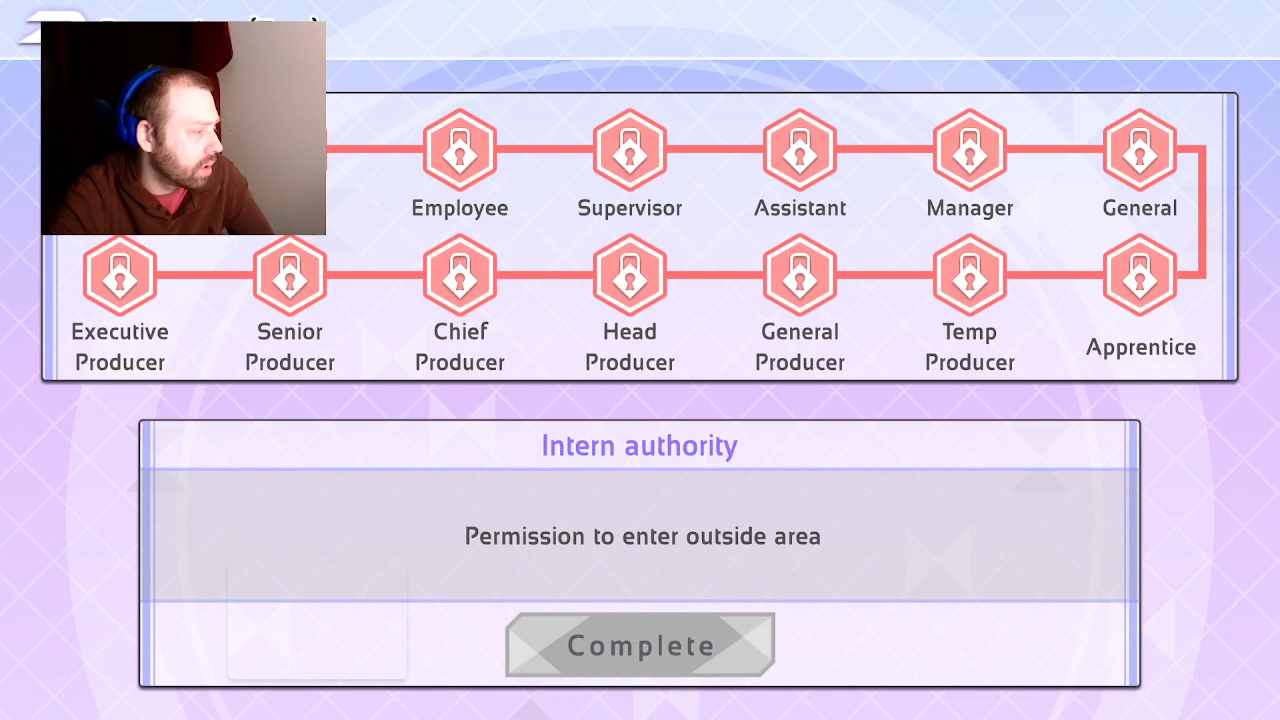 Employee
Supervisor
Assistant
Manager
General
Executive
Producer
Senior
Producer
Chief
Producer
Head
Producer
General
Producer
Temp
Producer
Apprentice
Intern authority
Permission to enter outside area
Complete